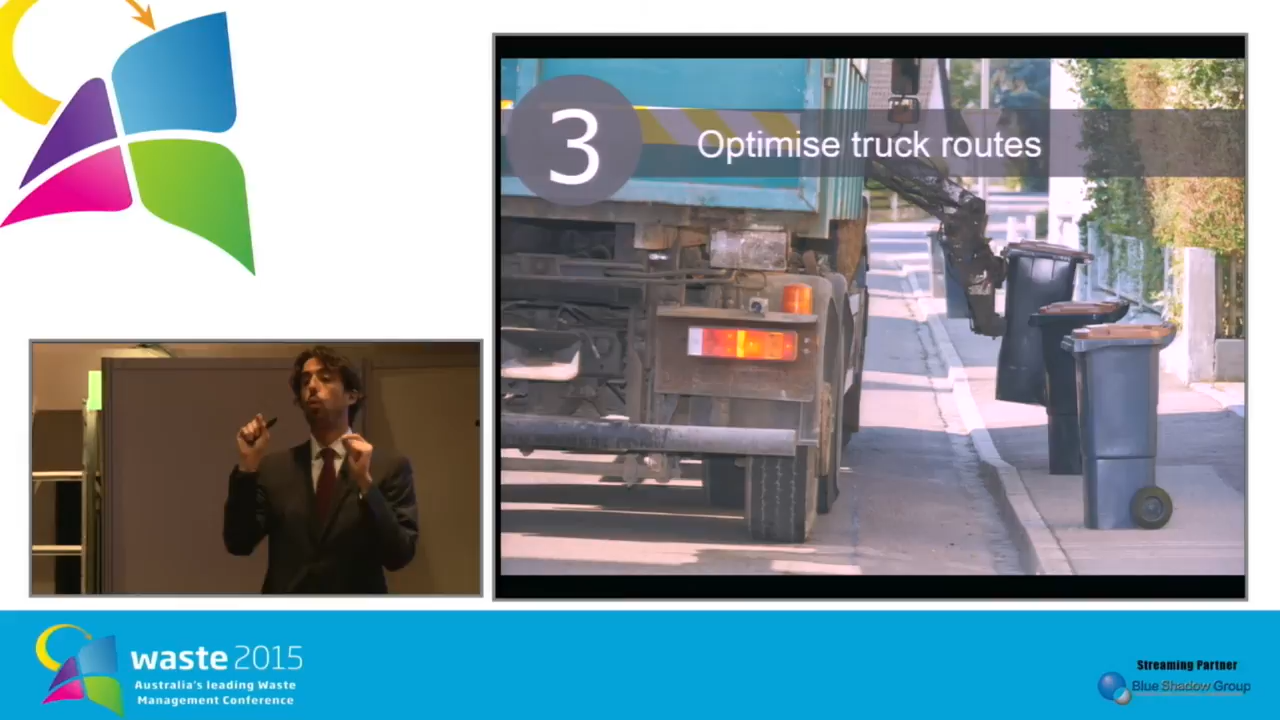 3
Optimise truck routes
waste 2015
Australia's leading Waste
Management Conference
Streaming Partner
Blue Shadow Group